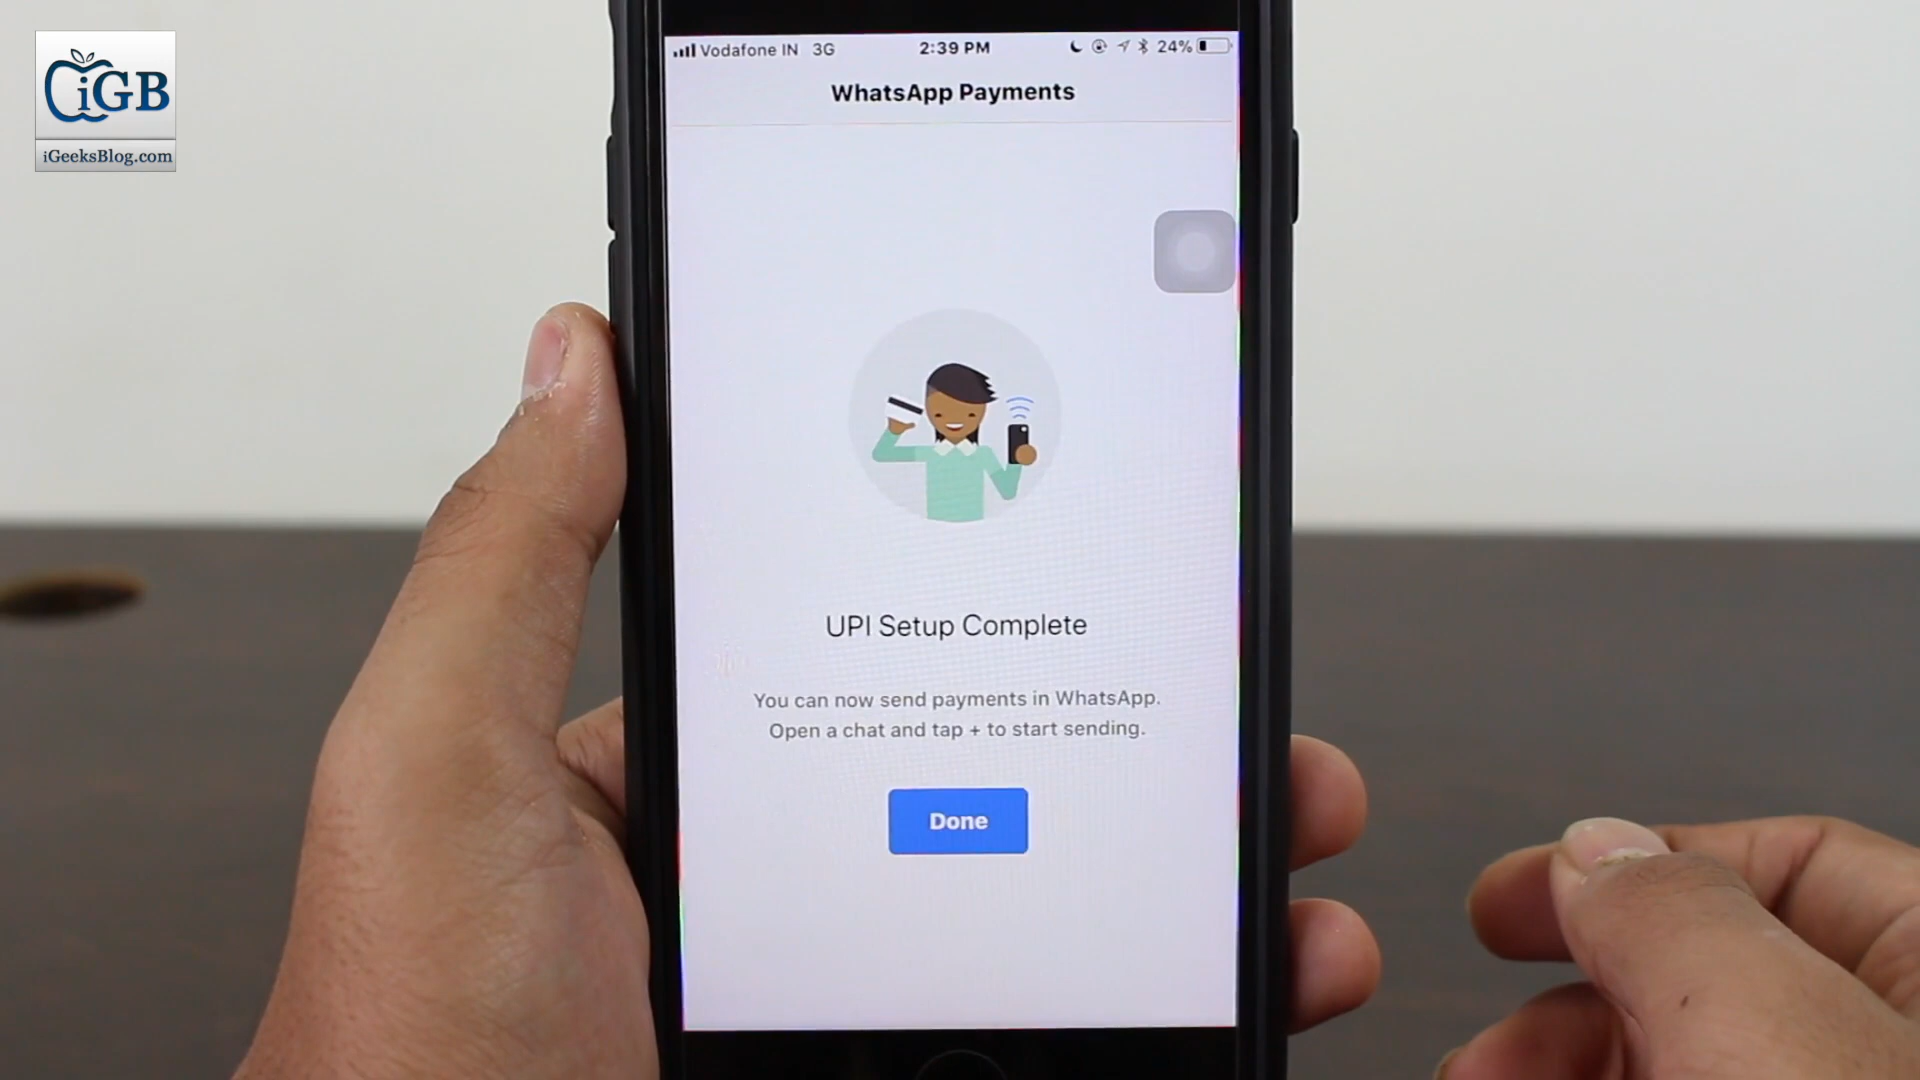 iGB
iGeeksBlog.com
Vodafone IN 3G 2:39 PM 24%
WhatsApp Payments
UPI Setup Complete
You can now send payments in WhatsApp.
Open a chat and tap + to start sending.
Done